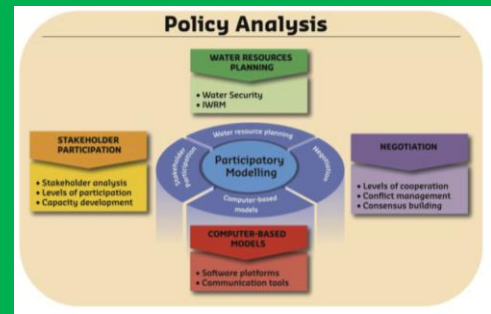 Policy Analysis
WATER RESOURCES
PLANNING
• Water Security
• IWRM
STAKEHOLDER
PARTICIPATION
• Stakeholder analysis
• Levels of participation
• Capacity development
Water resource planning
Stakeholder
participation
Participatory
Modelling
Negotiation
Computer-based
models
NEGOTIATION
• Levels of cooperation
• Conflict management
• Consensus building
COMPUTER-BASED
MODELS
• Software platforms
• Communication tools